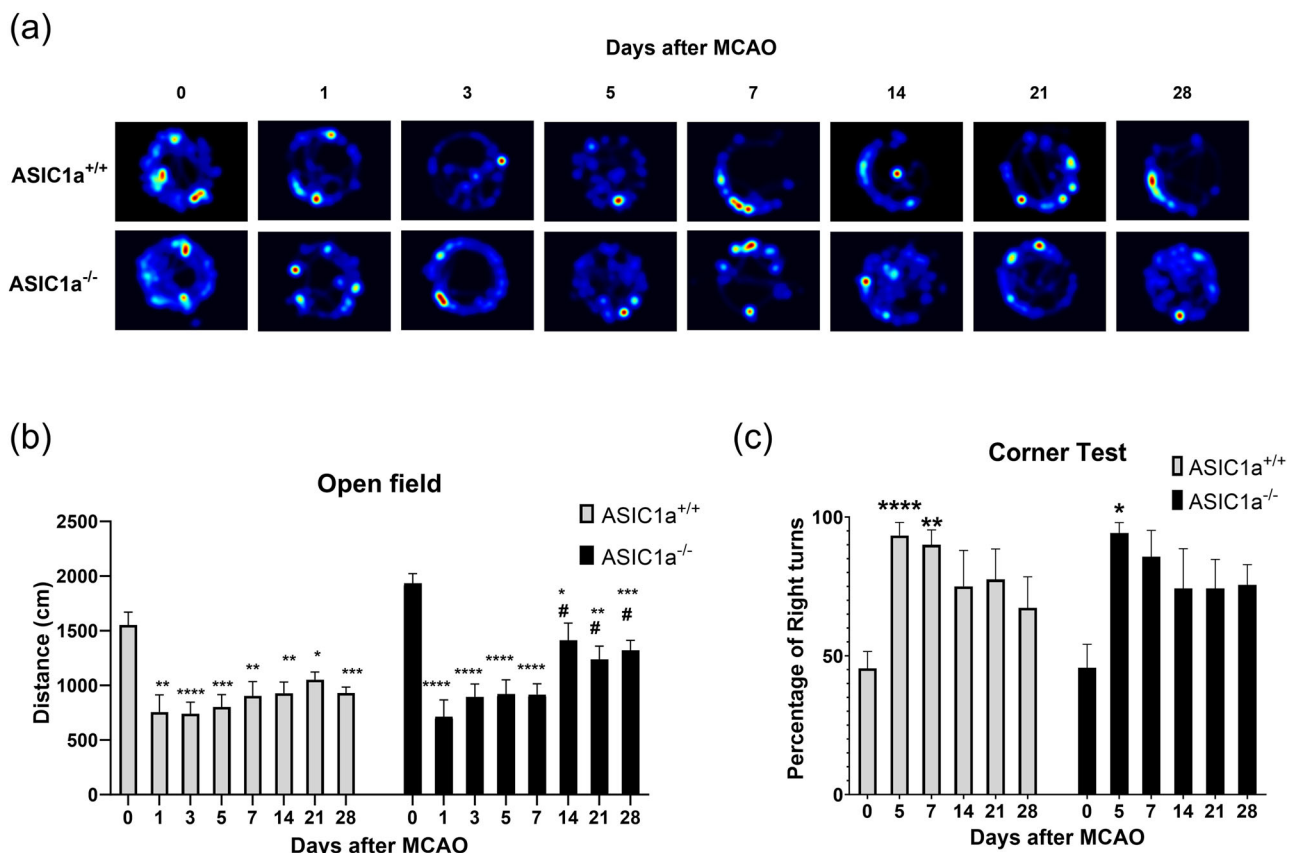 (a)
Days after MCAO
0 1 3 5 7 14 21 28
ASIC1a+/+
ASIC1a-/-
(b)
Open field
ASIC1a+/+
ASIC1a-/-
Distance (cm)
2500
2000
1500
1000
500
0
** **** *** ** ** * ***
**** **** **** **** * ** ***
# # #
0 1 3 5 7 14 21 28 0 1 3 5 7 14 21 28
Days after MCAO
(c)
Corner Test
ASIC1a+/+
ASIC1a-/-
Percentage of Right turns
100
50
0
**** ** *
0 5 7 14 21 28 0 5 7 14 21 28
Days after MCAO